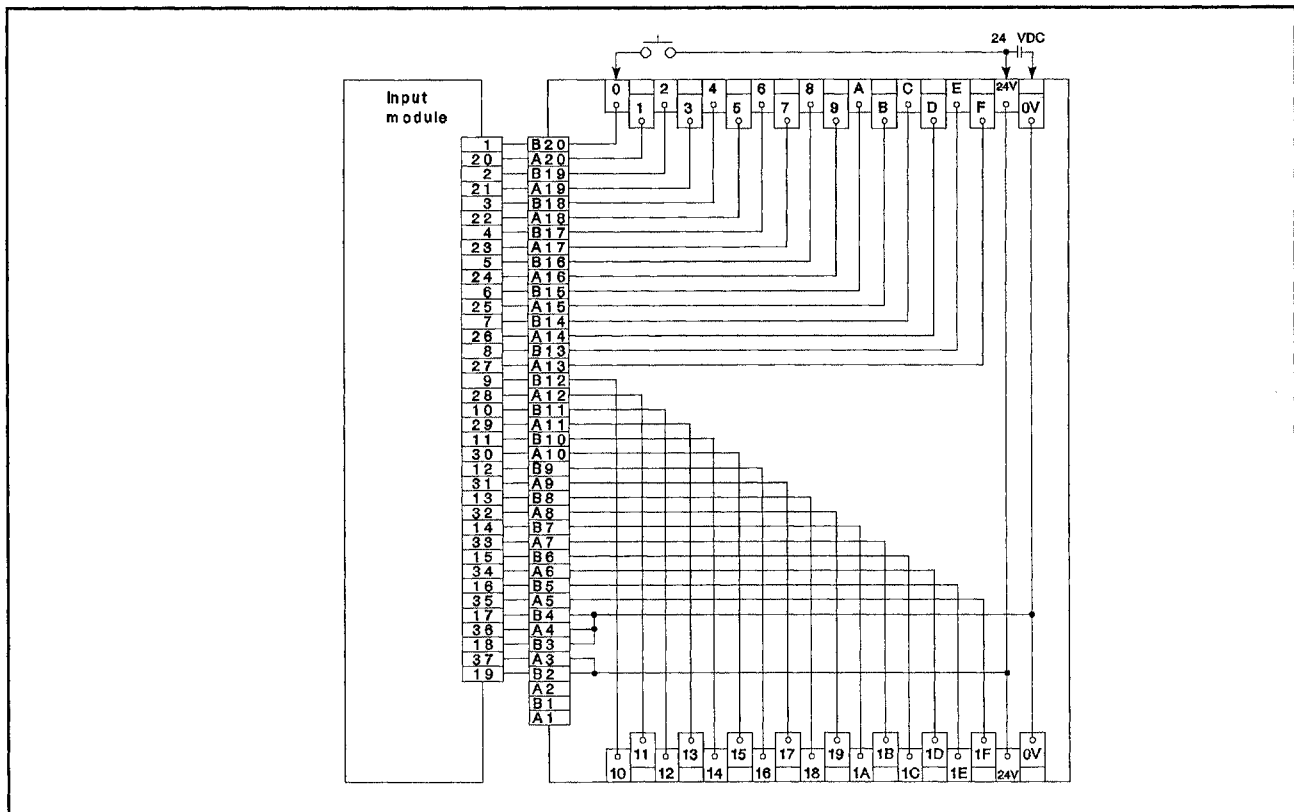 24 VDC
0 2 4 6 8 A C E 24V
1 3 5 7 9 B D F 0V
Input
module
1 B20
20 A20
2 B19
21 A19
3 B18
22 A18
4 B17
23 A17
5 B16
24 A16
6 B15
25 A15
7 B14
26 A14
8 B13
27 A13
9 B12
28 A12
10 B11
29 A11
11 B10
30 A10
12 B9
31 A9
13 B8
32 A8
14 B7
33 A7
15 B6
34 A6
16 B5
35 A5
17 B4
36 A4
18 B3
37 A3
19 B2
A2
B1
A1
11 13 15 17 19 1B 1D 1F 0V
10 12 14 16 18 1A 1C 1E 24V